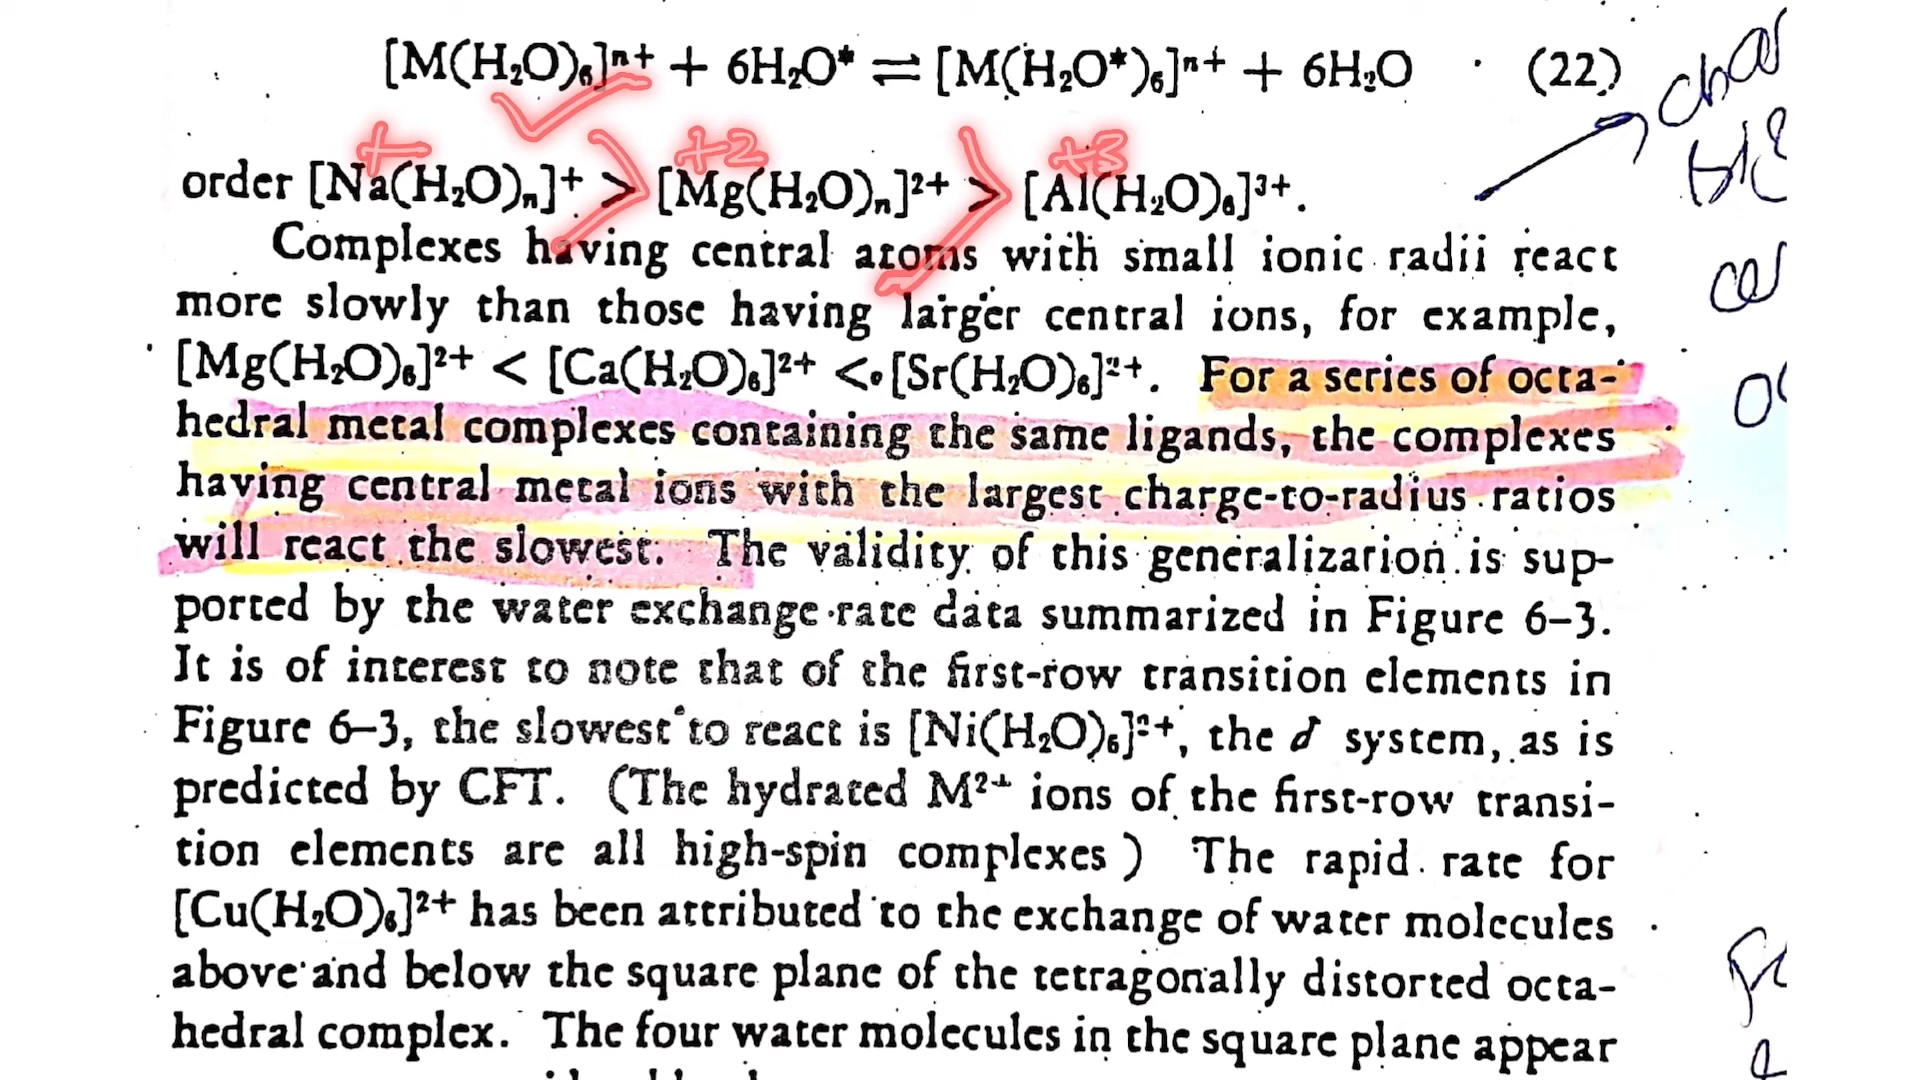 [M(H₂O)₆]ⁿ⁺ + 6H₂O* ⇌ [M(H₂O*)₆]ⁿ⁺ + 6H₂O (22)
+ +2 +3
order [Na(H₂O)ₙ]⁺ > [Mg(H₂O)ₙ]²⁺ > [Al(H₂O)₆]³⁺.
Complexes having central atoms with small ionic radii react
more slowly than those having larger central ions, for example,
[Mg(H₂O)₆]²⁺ < [Ca(H₂O)₆]²⁺ < [Sr(H₂O)₆]²⁺. For a series of octa-
hedral metal complexes containing the same ligands, the complexes
having central metal ions with the largest charge-to-radius ratios
will react the slowest. The validity of this generalization is sup-
ported by the water exchange rate data summarized in Figure 6–3.
It is of interest to note that of the first-row transition elements in
Figure 6–3, the slowest to react is [Ni(H₂O)₆]²⁺, the d system, as is
predicted by CFT. (The hydrated M²⁺ ions of the first-row transi-
tion elements are all high-spin complexes) The rapid rate for
[Cu(H₂O)₆]²⁺ has been attributed to the exchange of water molecules
above and below the square plane of the tetragonally distorted octa-
hedral complex. The four water molecules in the square plane appear